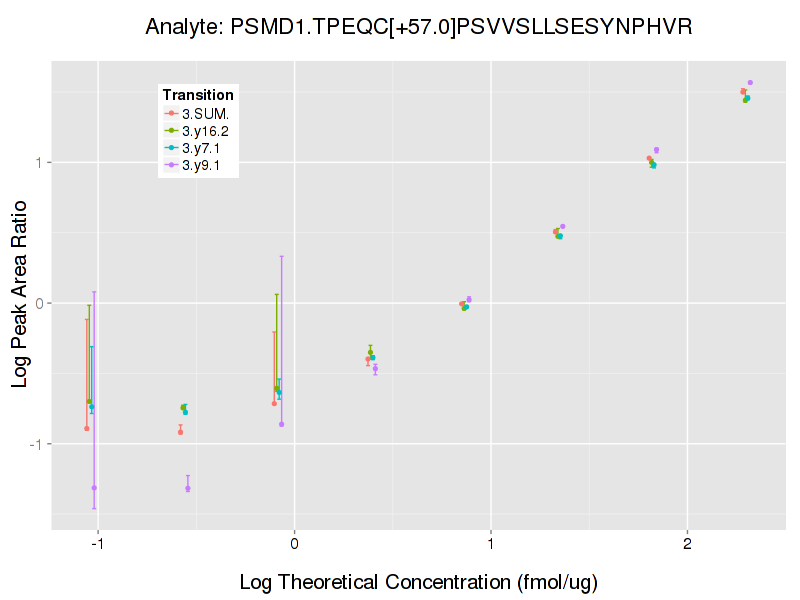 Analyte: PSMD1.TPEQC[+57.0]PSVVSLLSESYNPHVR
Transition
3.SUM.
3.y16.2
3.y7.1
3.y9.1
1
0
-1
Log Peak Area Ratio
-1 0 1 2
Log Theoretical Concentration (fmol/ug)